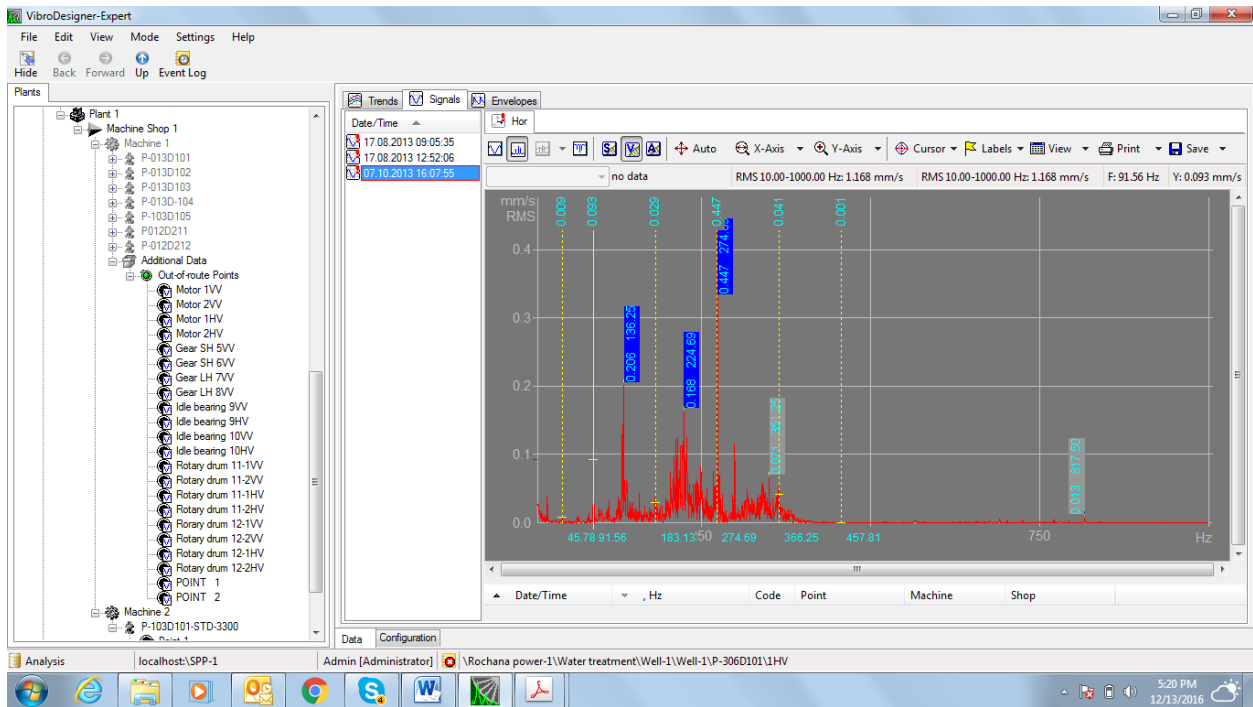 VibroDesigner-Expert
File Edit View Mode Settings Help
Hide Back Forward Up Event Log
Plants
Plant 1
Machine Shop 1
Machine 1
P-013D101
P-013D102
P-013D103
P-013D-104
P-103D105
P012D211
P-012D212
Additional Data
Out-of-route Points
Motor 1VV
Motor 2VV
Motor 1HV
Motor 2HV
Gear SH 5VV
Gear SH 6VV
Gear LH 7VV
Gear LH 8VV
Idle bearing 9VV
Idle bearing 9HV
Idle bearing 10VV
Idle bearing 10HV
Rotary drum 11-1VV
Rotary drum 11-2VV
Rotary drum 11-1HV
Rotary drum 11-2HV
Rorary drum 12-1VV
Rotary drum 12-2VV
Rotary drum 12-1HV
Rotary drum 12-2HV
POINT 1
POINT 2
Machine 2
P-103D101-STD-3300
Point 1
Trends Signals Envelopes
Date/Time
17.08.2013 09:05:35
17.08.2013 12:52:06
07.10.2013 16:07:55
Hor
Auto X-Axis Y-Axis Cursor Labels View Print Save
no data RMS 10.00-1000.00 Hz: 1.168 mm/s RMS 10.00-1000.00 Hz: 1.168 mm/s F: 91.56 Hz Y: 0.093 mm/s
mm/s
RMS
0.009 0.093 0.029 0.447 0.041 0.001
0.4
0.3
0.2
0.1
0.0
0.206 136.25
0.168 224.69
0.447
0.071 351.25
0.013 817.50
45.78 91.56 183.13 50 274.69 366.25 457.81 750 Hz
Date/Time , Hz Code Point Machine Shop
Data Configuration
Analysis localhost:\SPP-1 Admin [Administrator] \Rochana power-1\Water treatment\Well-1\Well-1\P-306D101\1HV
5:20 PM
12/13/2016